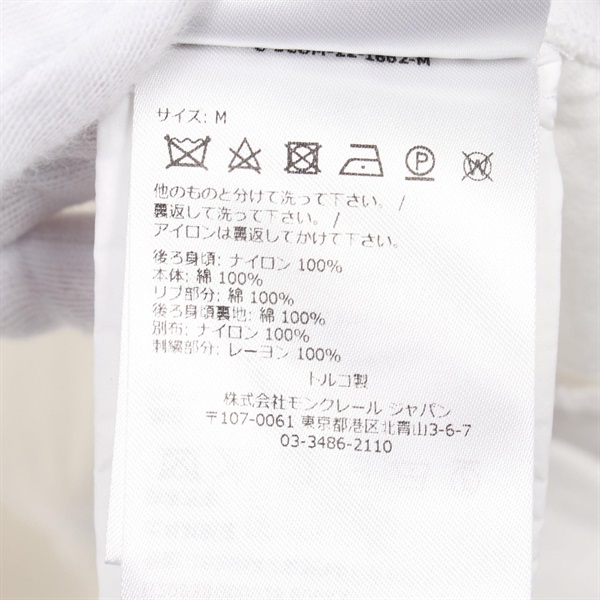 サイズ: M
P
W
他のものと分けて洗って下さい。/
裏返して洗って下さい。/
アイロンは裏返してかけて下さい。
後ろ身頃: ナイロン 100%
本体: 綿 100%
リブ部分: 綿 100%
後ろ身頃裏地: 綿 100%
別布: ナイロン 100%
刺繍部分: レーヨン 100%
トルコ製
株式会社モンクレール ジャパン
〒107-0061 東京都港区北青山3-6-7
03-3486-2110